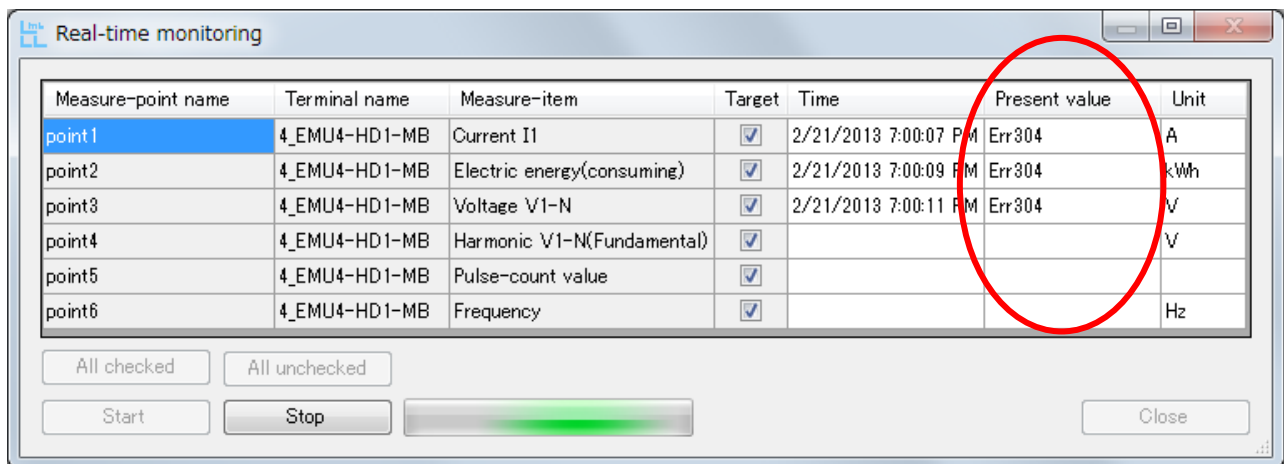 Real-time monitoring
Measure-point name Terminal name Measure-item Target Time Present value Unit
point1 4_EMU4-HD1-MB Current I1 2/21/2013 7:00:07 PM Err304 A
point2 4_EMU4-HD1-MB Electric energy(consuming) 2/21/2013 7:00:09 PM Err304 kWh
point3 4_EMU4-HD1-MB Voltage V1-N 2/21/2013 7:00:11 PM Err304 V
point4 4_EMU4-HD1-MB Harmonic V1-N(Fundamental) V
point5 4_EMU4-HD1-MB Pulse-count value
point6 4_EMU4-HD1-MB Frequency Hz
All checked All unchecked
Start Stop Close